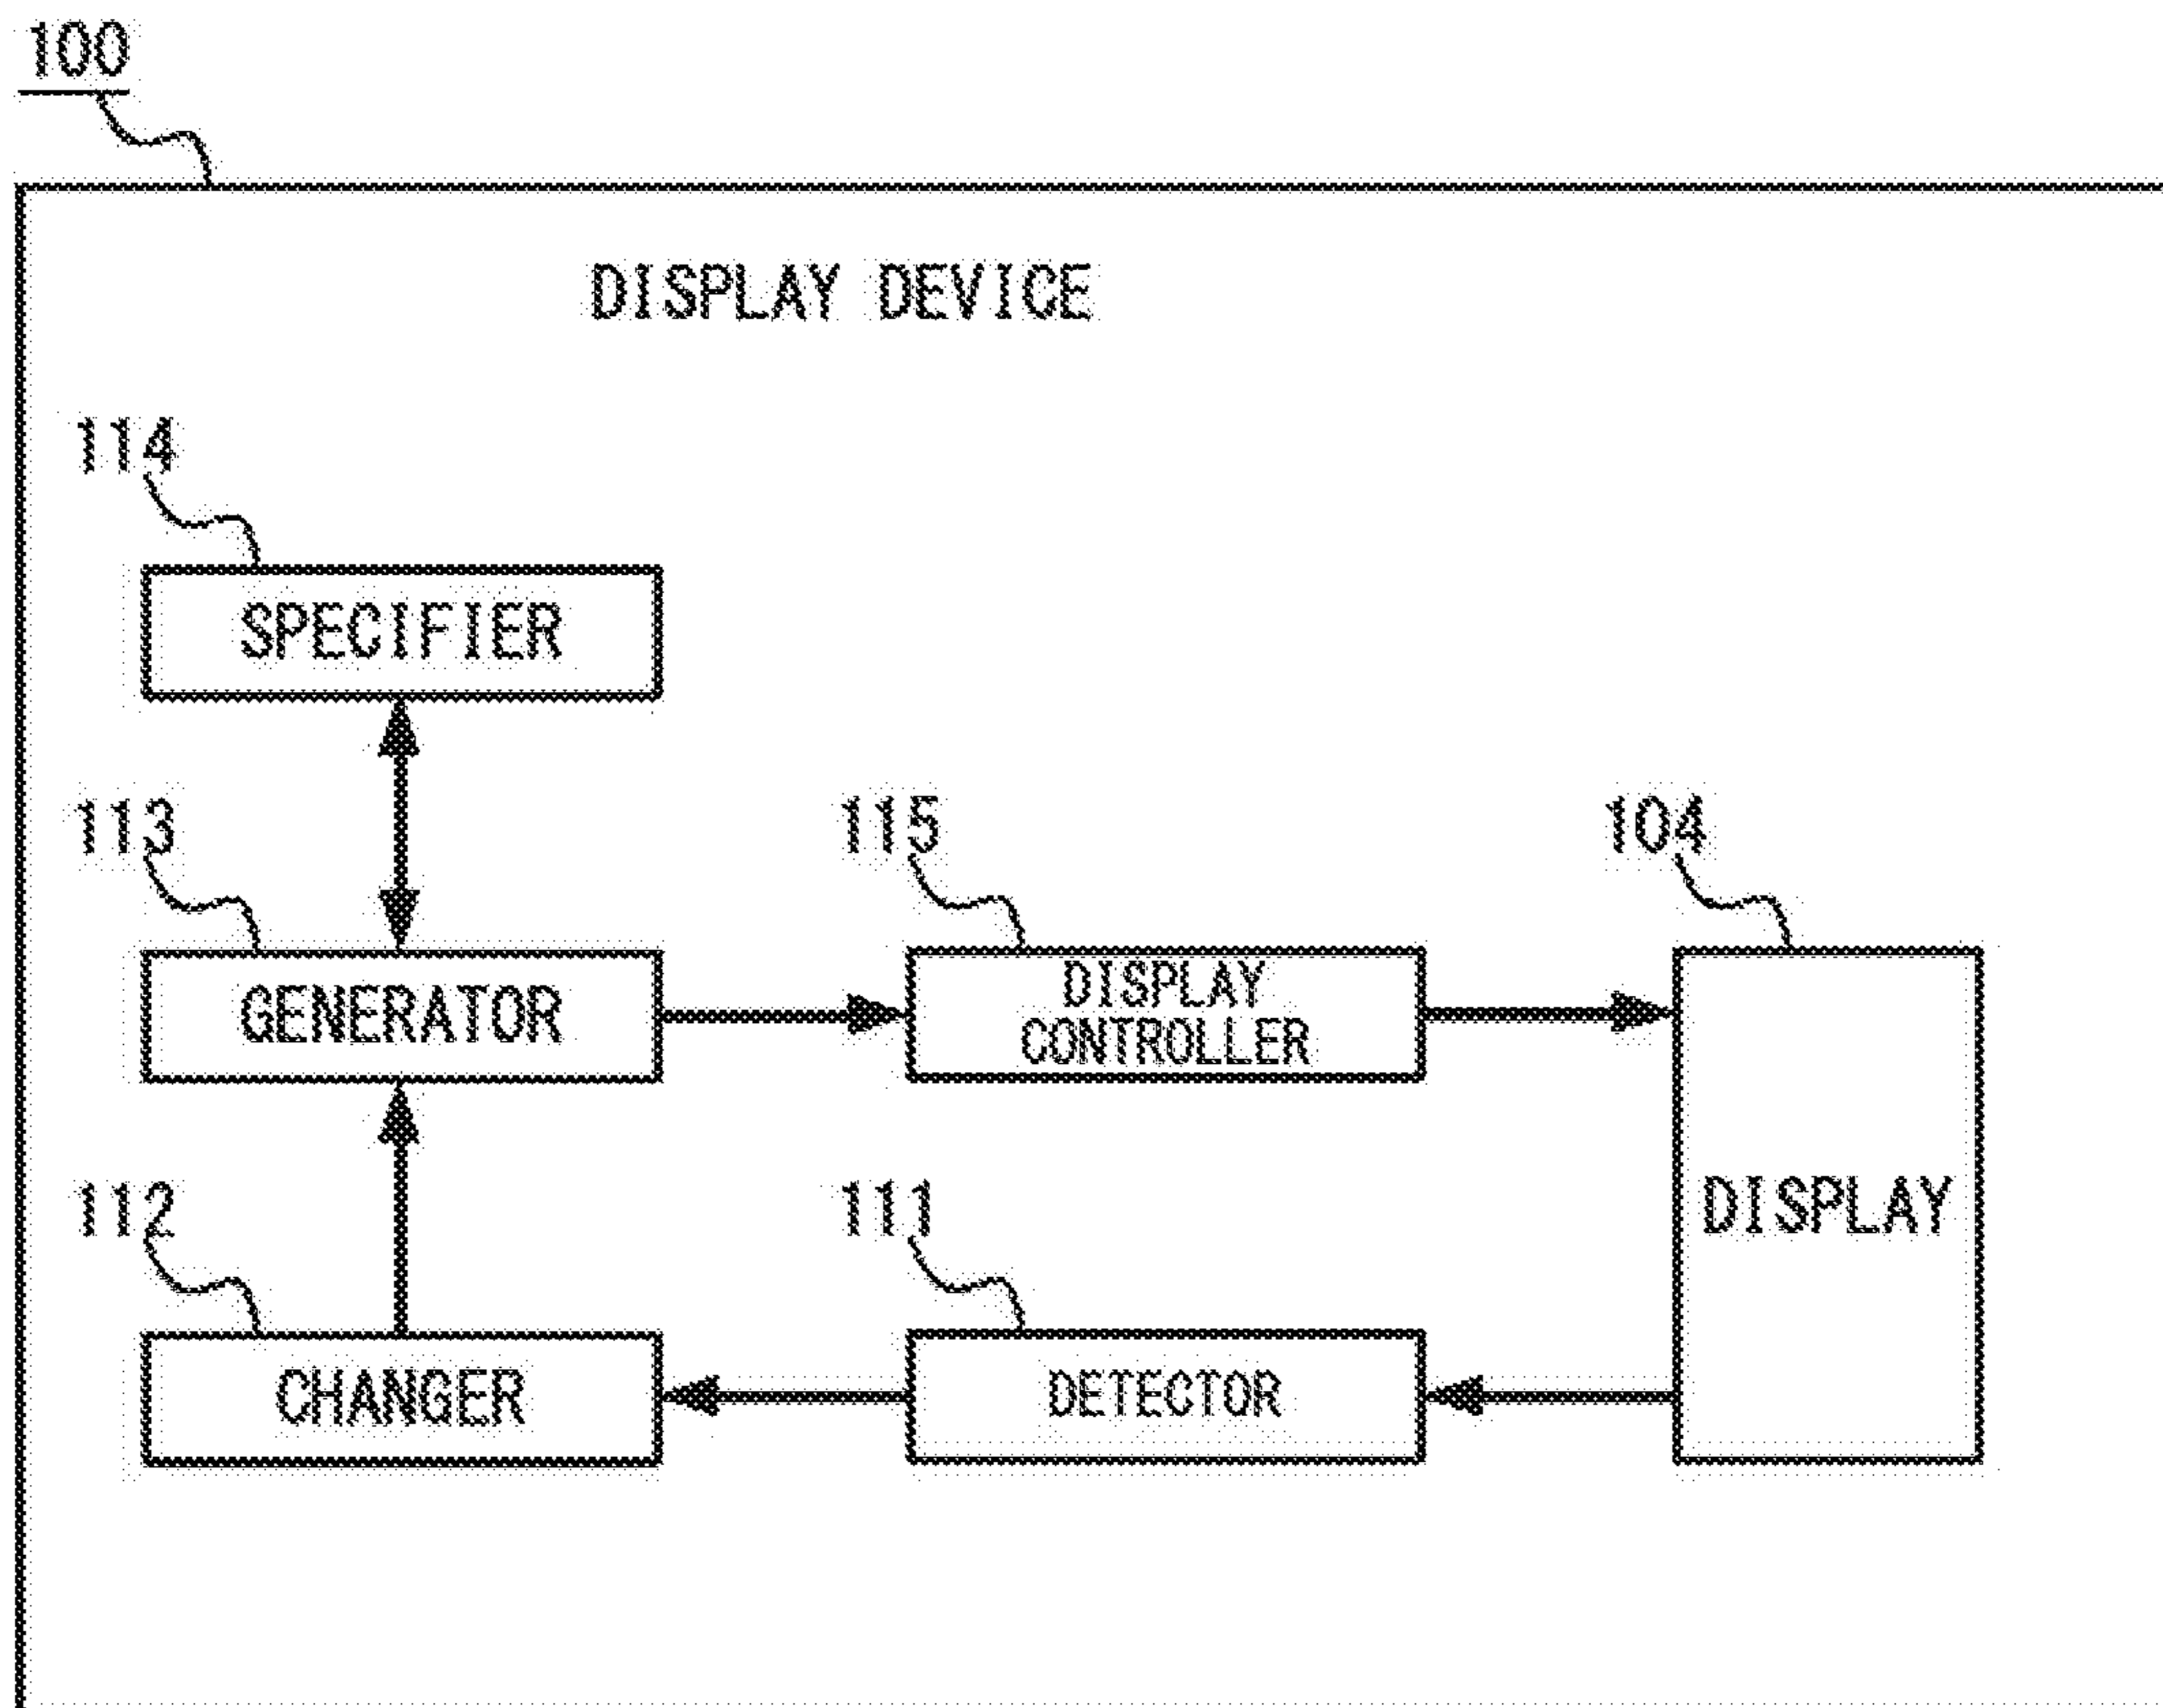 100
DISPLAY DEVICE
114
SPECIFIER
113
115
104
GENERATOR
DISPLAY
CONTROLLER
DISPLAY
112
111
CHANGER
DETECTOR